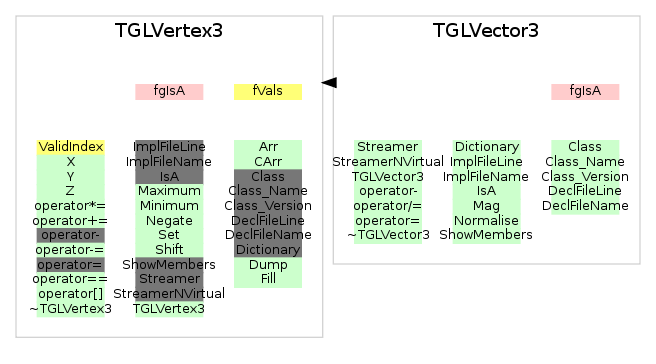 TGLVertex3
fgIsA
fVals
ValidIndex
X
Y
Z
operator*=
operator+=
operator-
operator-=
operator=
operator==
operator[]
~TGLVertex3
ImplFileLine
ImplFileName
IsA
Maximum
Minimum
Negate
Set
Shift
ShowMembers
Streamer
StreamerNVirtual
TGLVertex3
Arr
CArr
Class
Class_Name
Class_Version
DeclFileLine
DeclFileName
Dictionary
Dump
Fill
TGLVector3
fgIsA
Streamer
StreamerNVirtual
TGLVector3
operator-
operator/=
operator=
~TGLVector3
Dictionary
ImplFileLine
ImplFileName
IsA
Mag
Normalise
ShowMembers
Class
Class_Name
Class_Version
DeclFileLine
DeclFileName